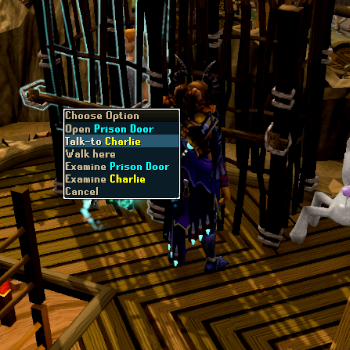 Choose Option
Open Prison Door
Talk-to Charlie
Walk here
Examine Prison Door
Examine Charlie
Cancel